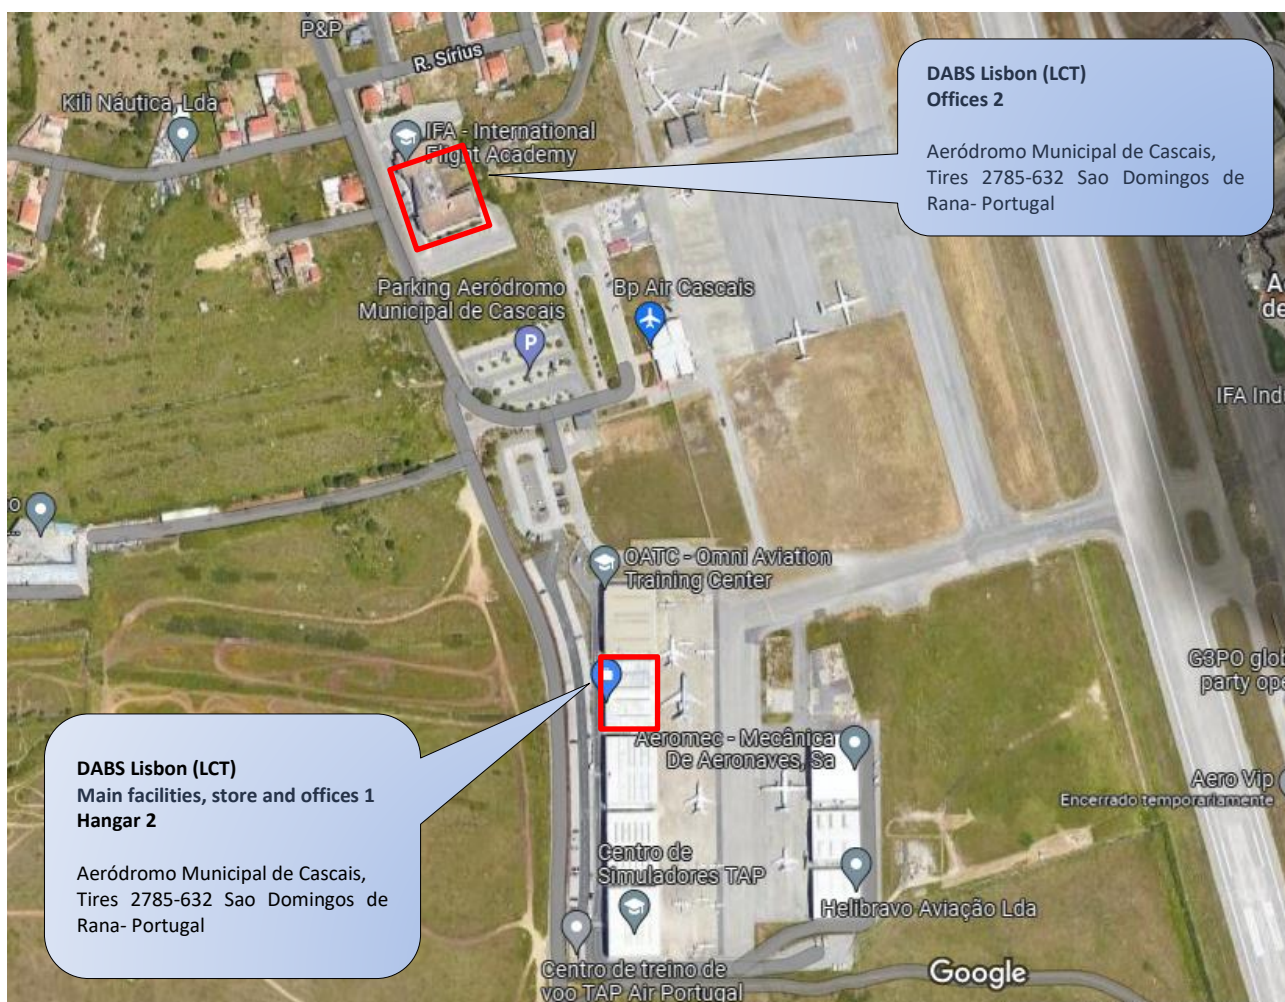 P&P
R. Sírius
Kili Náutica, Lda
IFA - International
Flight Academy
DABS Lisbon (LCT)
Offices 2
Aeródromo Municipal de Cascais,
Tires 2785-632 Sao Domingos de
Rana- Portugal
Parking Aeródromo
Municipal de Cascais
P
Bp Air Cascais
H
A
de
IFA Ind
OATC - Omni Aviation
Training Center
G3PO glob
party ope
Aeromec - Mecânica
De Aeronaves, Sa
Aero Vip
Encerrado temporariamente
DABS Lisbon (LCT)
Main facilities, store and offices 1
Hangar 2
Aeródromo Municipal de Cascais,
Tires 2785-632 Sao Domingos de
Rana- Portugal
Centro de
Simuladores TAP
Helibravo Aviação Lda
Centro de treino de
voo TAP Air Portugal
Google